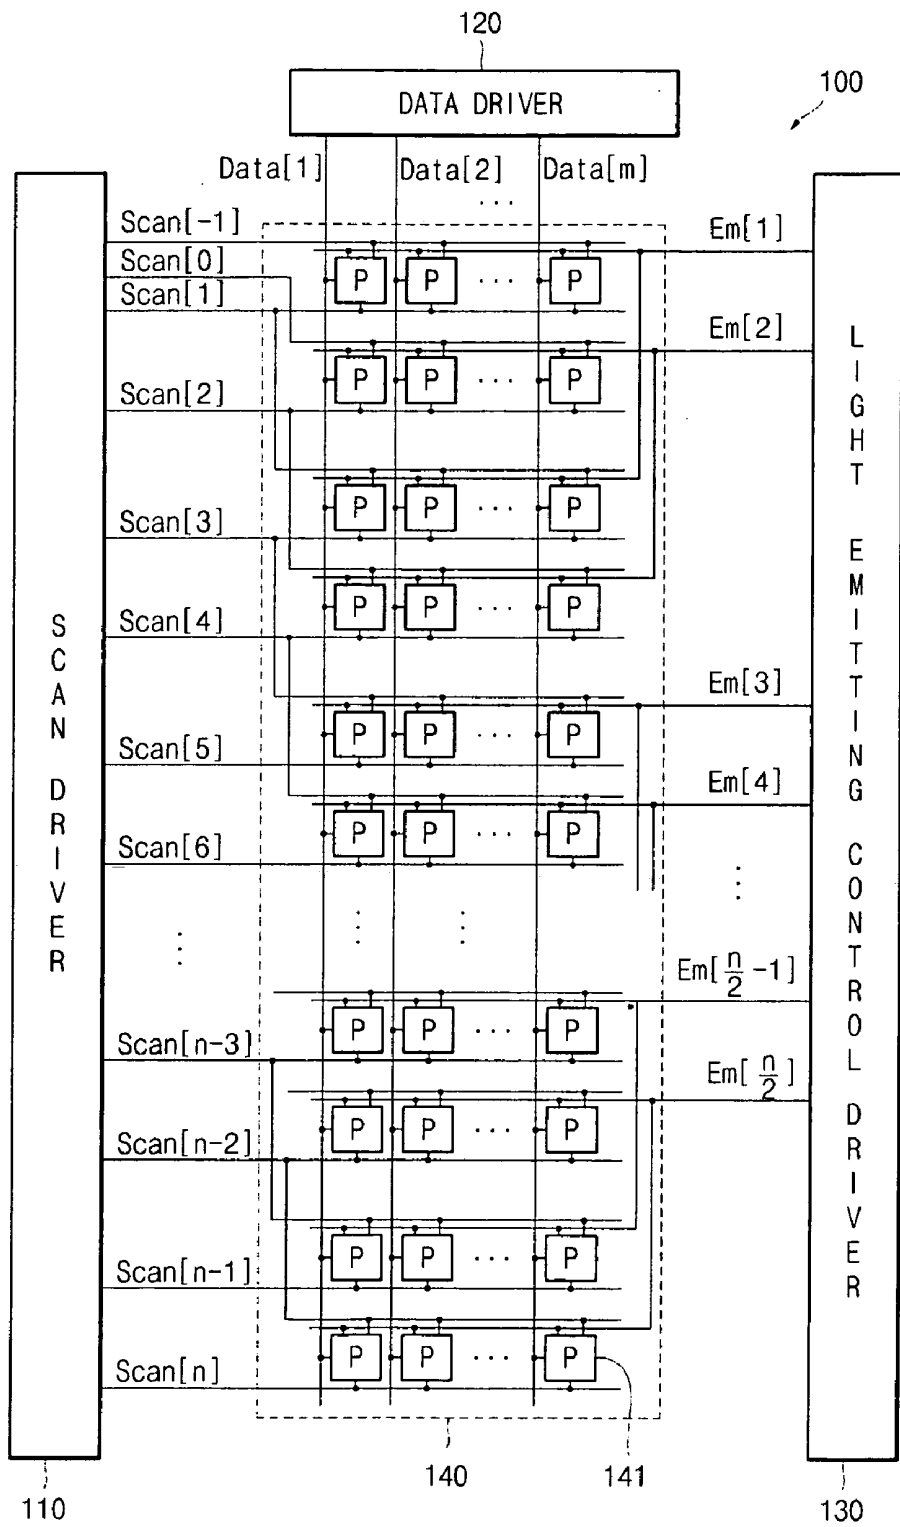 120
DATA DRIVER
100
Data[1]
Data[2]
Data[m]
...
Scan[-1]
Em[1]
Scan[0]
P P ... P
Scan[1]
Em[2]
P P ... P
Scan[2]
P P ... P
Scan[3]
P P ... P
Scan[4]
Em[3]
P P ... P
Scan[5]
Em[4]
P P ... P
Scan[6]
Em[n/2-1]
P P ... P
Scan[n-3]
Em[n/2]
P P ... P
Scan[n-2]
P P ... P
Scan[n-1]
P P ... P
Scan[n]
SCAN DRIVER
LIGHT EMITTING CONTROL DRIVER
110
140
141
130